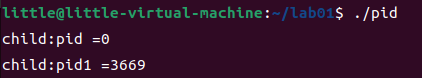 little@little-virtual-machine:~/lab01$ ./pid
child:pid =0
child:pid1 =3669